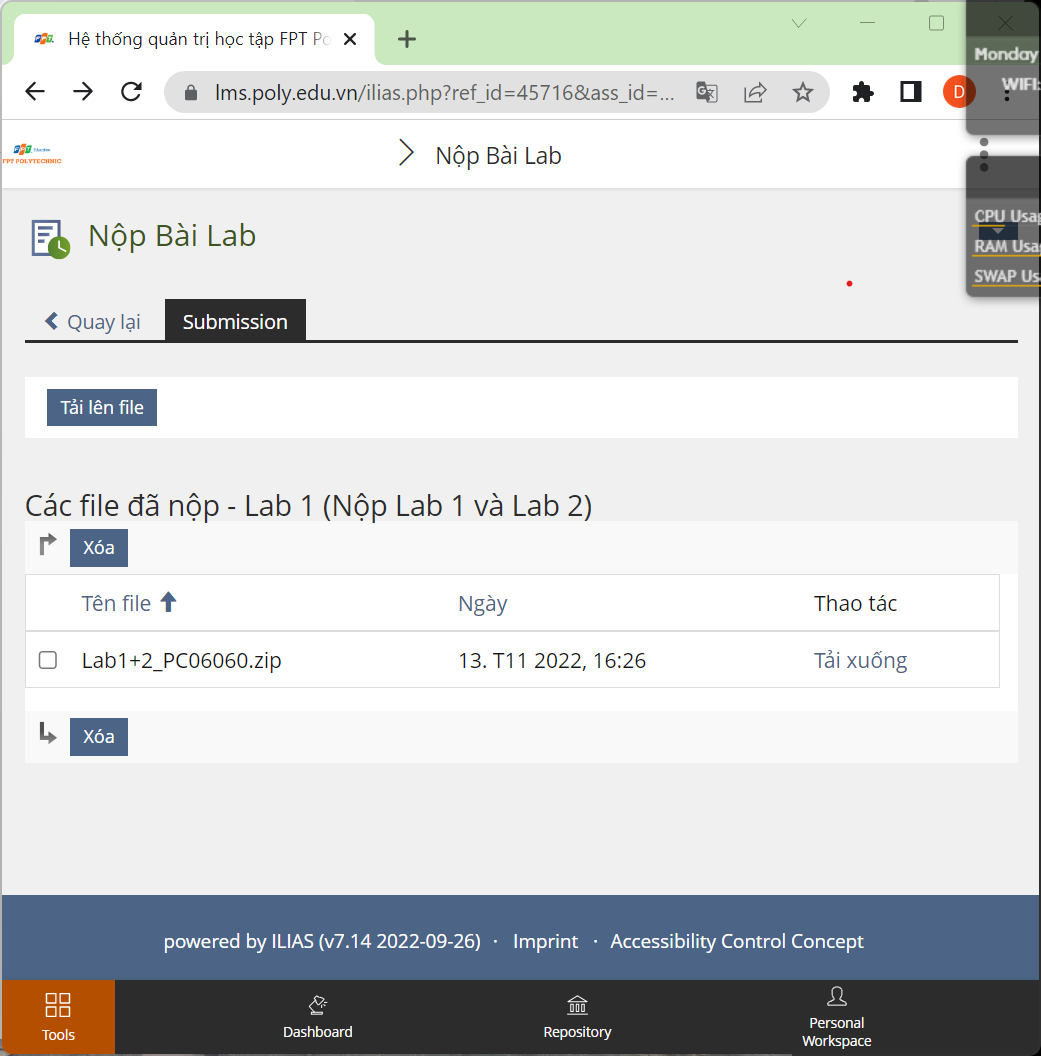 Hệ thống quản trị học tập FPT Po
lms.poly.edu.vn/ilias.php?ref_id=45716&ass_id=...
D
Monday
WIFI:
FPT Education
FPT POLYTECHNIC
Nộp Bài Lab
CPU Usag
RAM Usa
SWAP Us
Nộp Bài Lab
Quay lại
Submission
Tải lên file
Các file đã nộp - Lab 1 (Nộp Lab 1 và Lab 2)
Xóa
Tên file Ngày Thao tác
Lab1+2_PC06060.zip 13. T11 2022, 16:26 Tải xuống
Xóa
powered by ILIAS (v7.14 2022-09-26) · Imprint · Accessibility Control Concept
Tools
Dashboard
Repository
Personal
Workspace